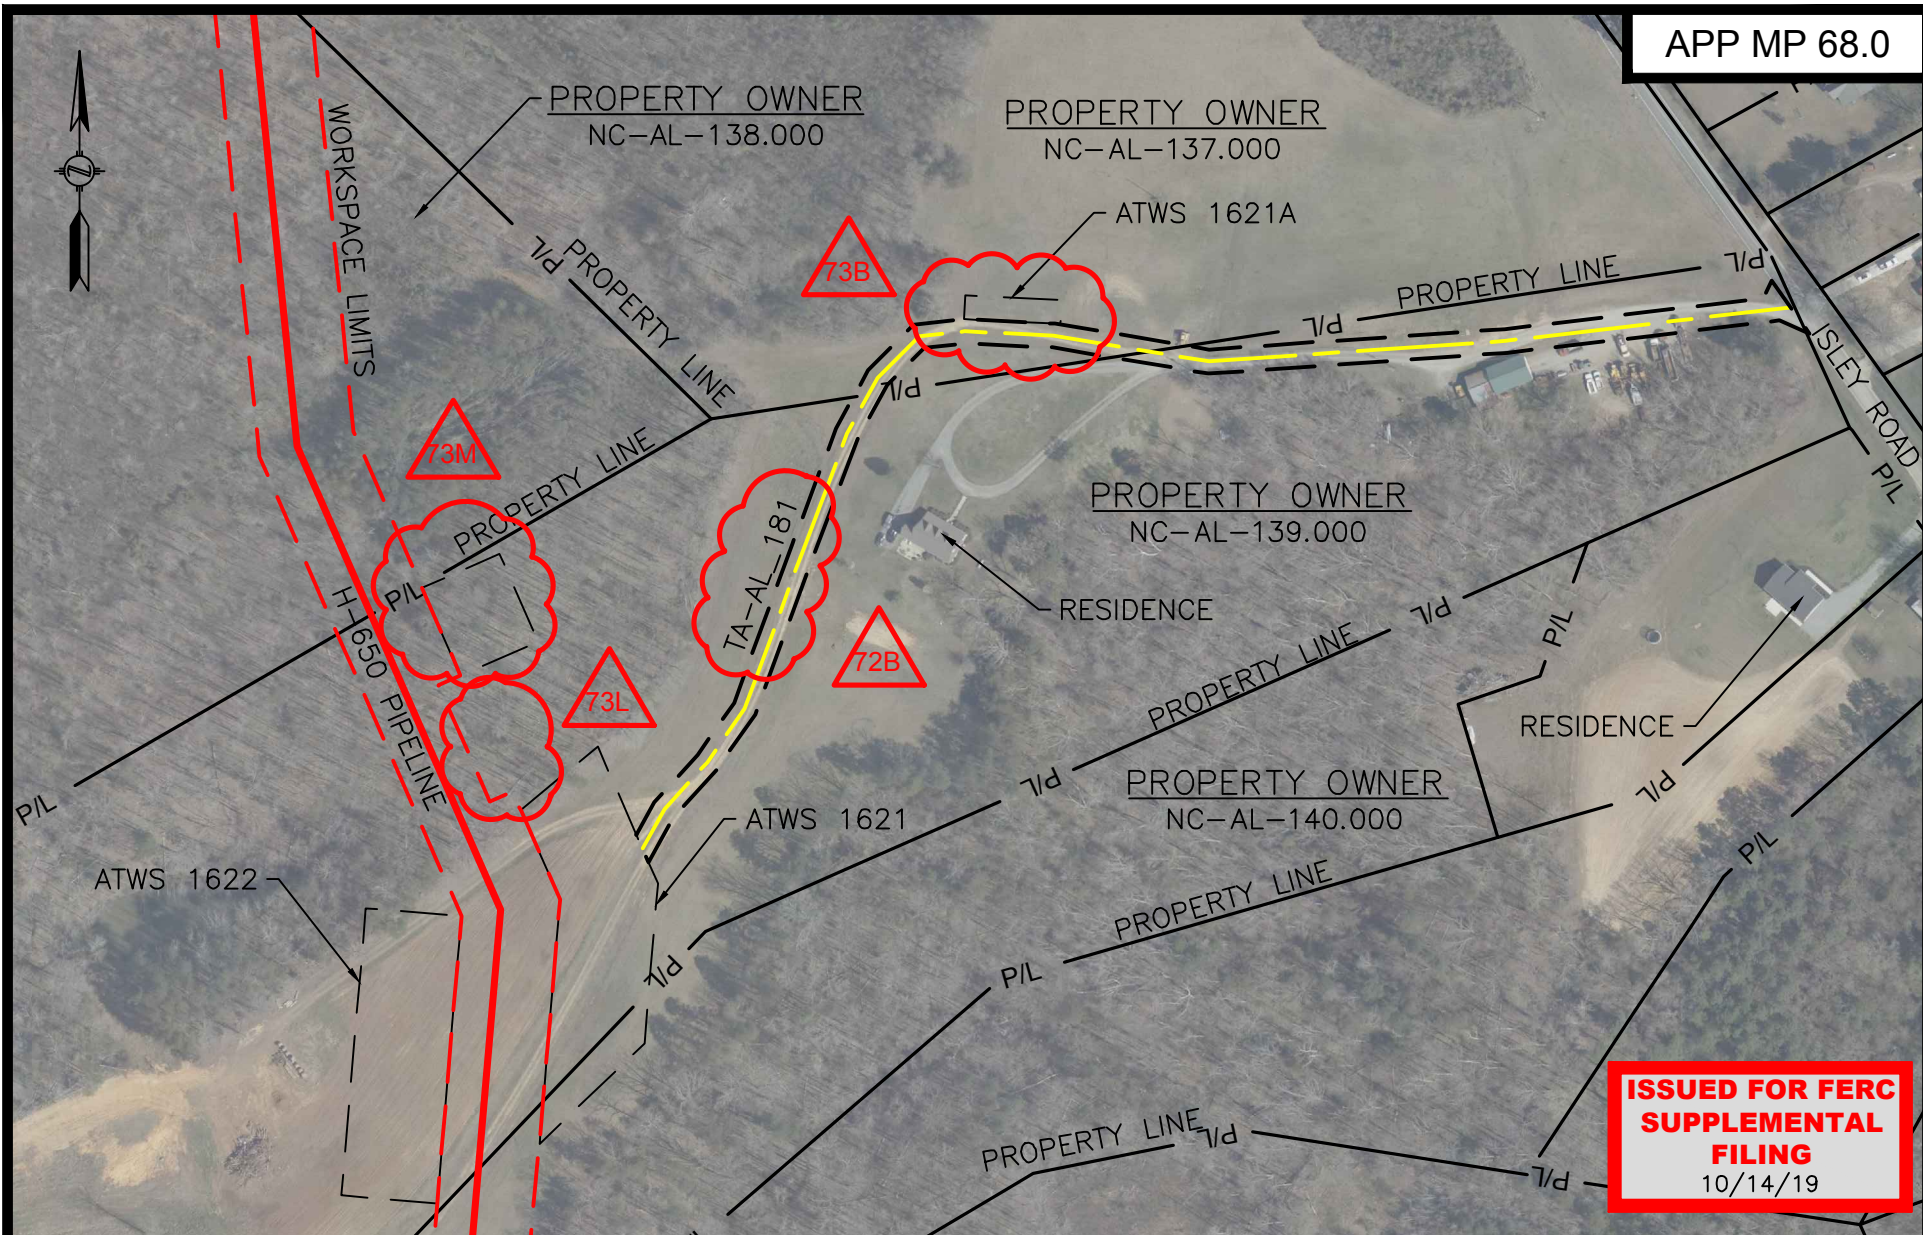 APP MP 68.0
PROPERTY OWNER
NC-AL-138.000
PROPERTY OWNER
NC-AL-137.000
WORKSPACE LIMITS
ATWS 1621A
73B
P/L
PROPERTY LINE
P/L
PROPERTY LINE
P/L
P/L
ISLEY ROAD
P/L
73M
PROPERTY LINE
P/L
TA-AL-181
PROPERTY OWNER
NC-AL-139.000
RESIDENCE
72B
H-650 PIPELINE
73L
P/L
PROPERTY LINE
P/L
P/L
P/L
RESIDENCE
PROPERTY OWNER
NC-AL-140.000
ATWS 1621
P/L
ATWS 1622
PROPERTY LINE
P/L
P/L
P/L
PROPERTY LINE
P/L
P/L
ISSUED FOR FERC
SUPPLEMENTAL
FILING
10/14/19